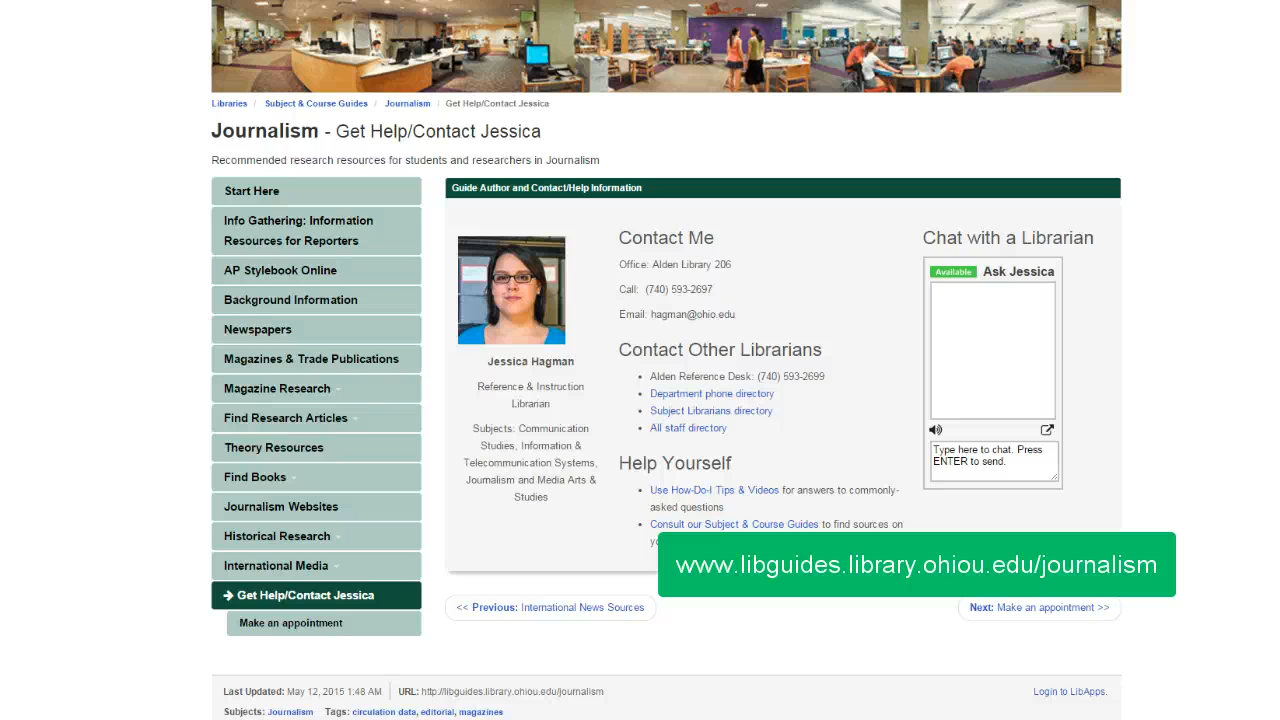 Libraries / Subject & Course Guides / Journalism / Get Help/Contact Jessica
Journalism - Get Help/Contact Jessica
Recommended research resources for students and researchers in Journalism
Start Here
Info Gathering: Information
Resources for Reporters
AP Stylebook Online
Background Information
Newspapers
Magazines & Trade Publications
Magazine Research
Find Research Articles
Theory Resources
Find Books
Journalism Websites
Historical Research
International Media
Get Help/Contact Jessica
Make an appointment
Guide Author and Contact/Help Information
Jessica Hagman
Reference & Instruction
Librarian
Subjects: Communication
Studies, Information &
Telecommunication Systems,
Journalism and Media Arts &
Studies
Contact Me
Office: Alden Library 206
Call: (740) 593-2697
Email: hagman@ohio.edu
Contact Other Librarians
Alden Reference Desk: (740) 593-2699
Department phone directory
Subject Librarians directory
All staff directory
Help Yourself
Use How-Do-I Tips & Videos for answers to commonly-
asked questions
Consult our Subject & Course Guides to find sources on
Chat with a Librarian
Available Ask Jessica
Type here to chat. Press
ENTER to send.
www.libguides.library.ohiou.edu/journalism
<< Previous: International News Sources
Next: Make an appointment >>
Last Updated: May 12, 2015 1:48 AM URL: http://libguides.library.ohiou.edu/journalism
Login to LibApps.
Subjects: Journalism Tags: circulation data, editorial, magazines